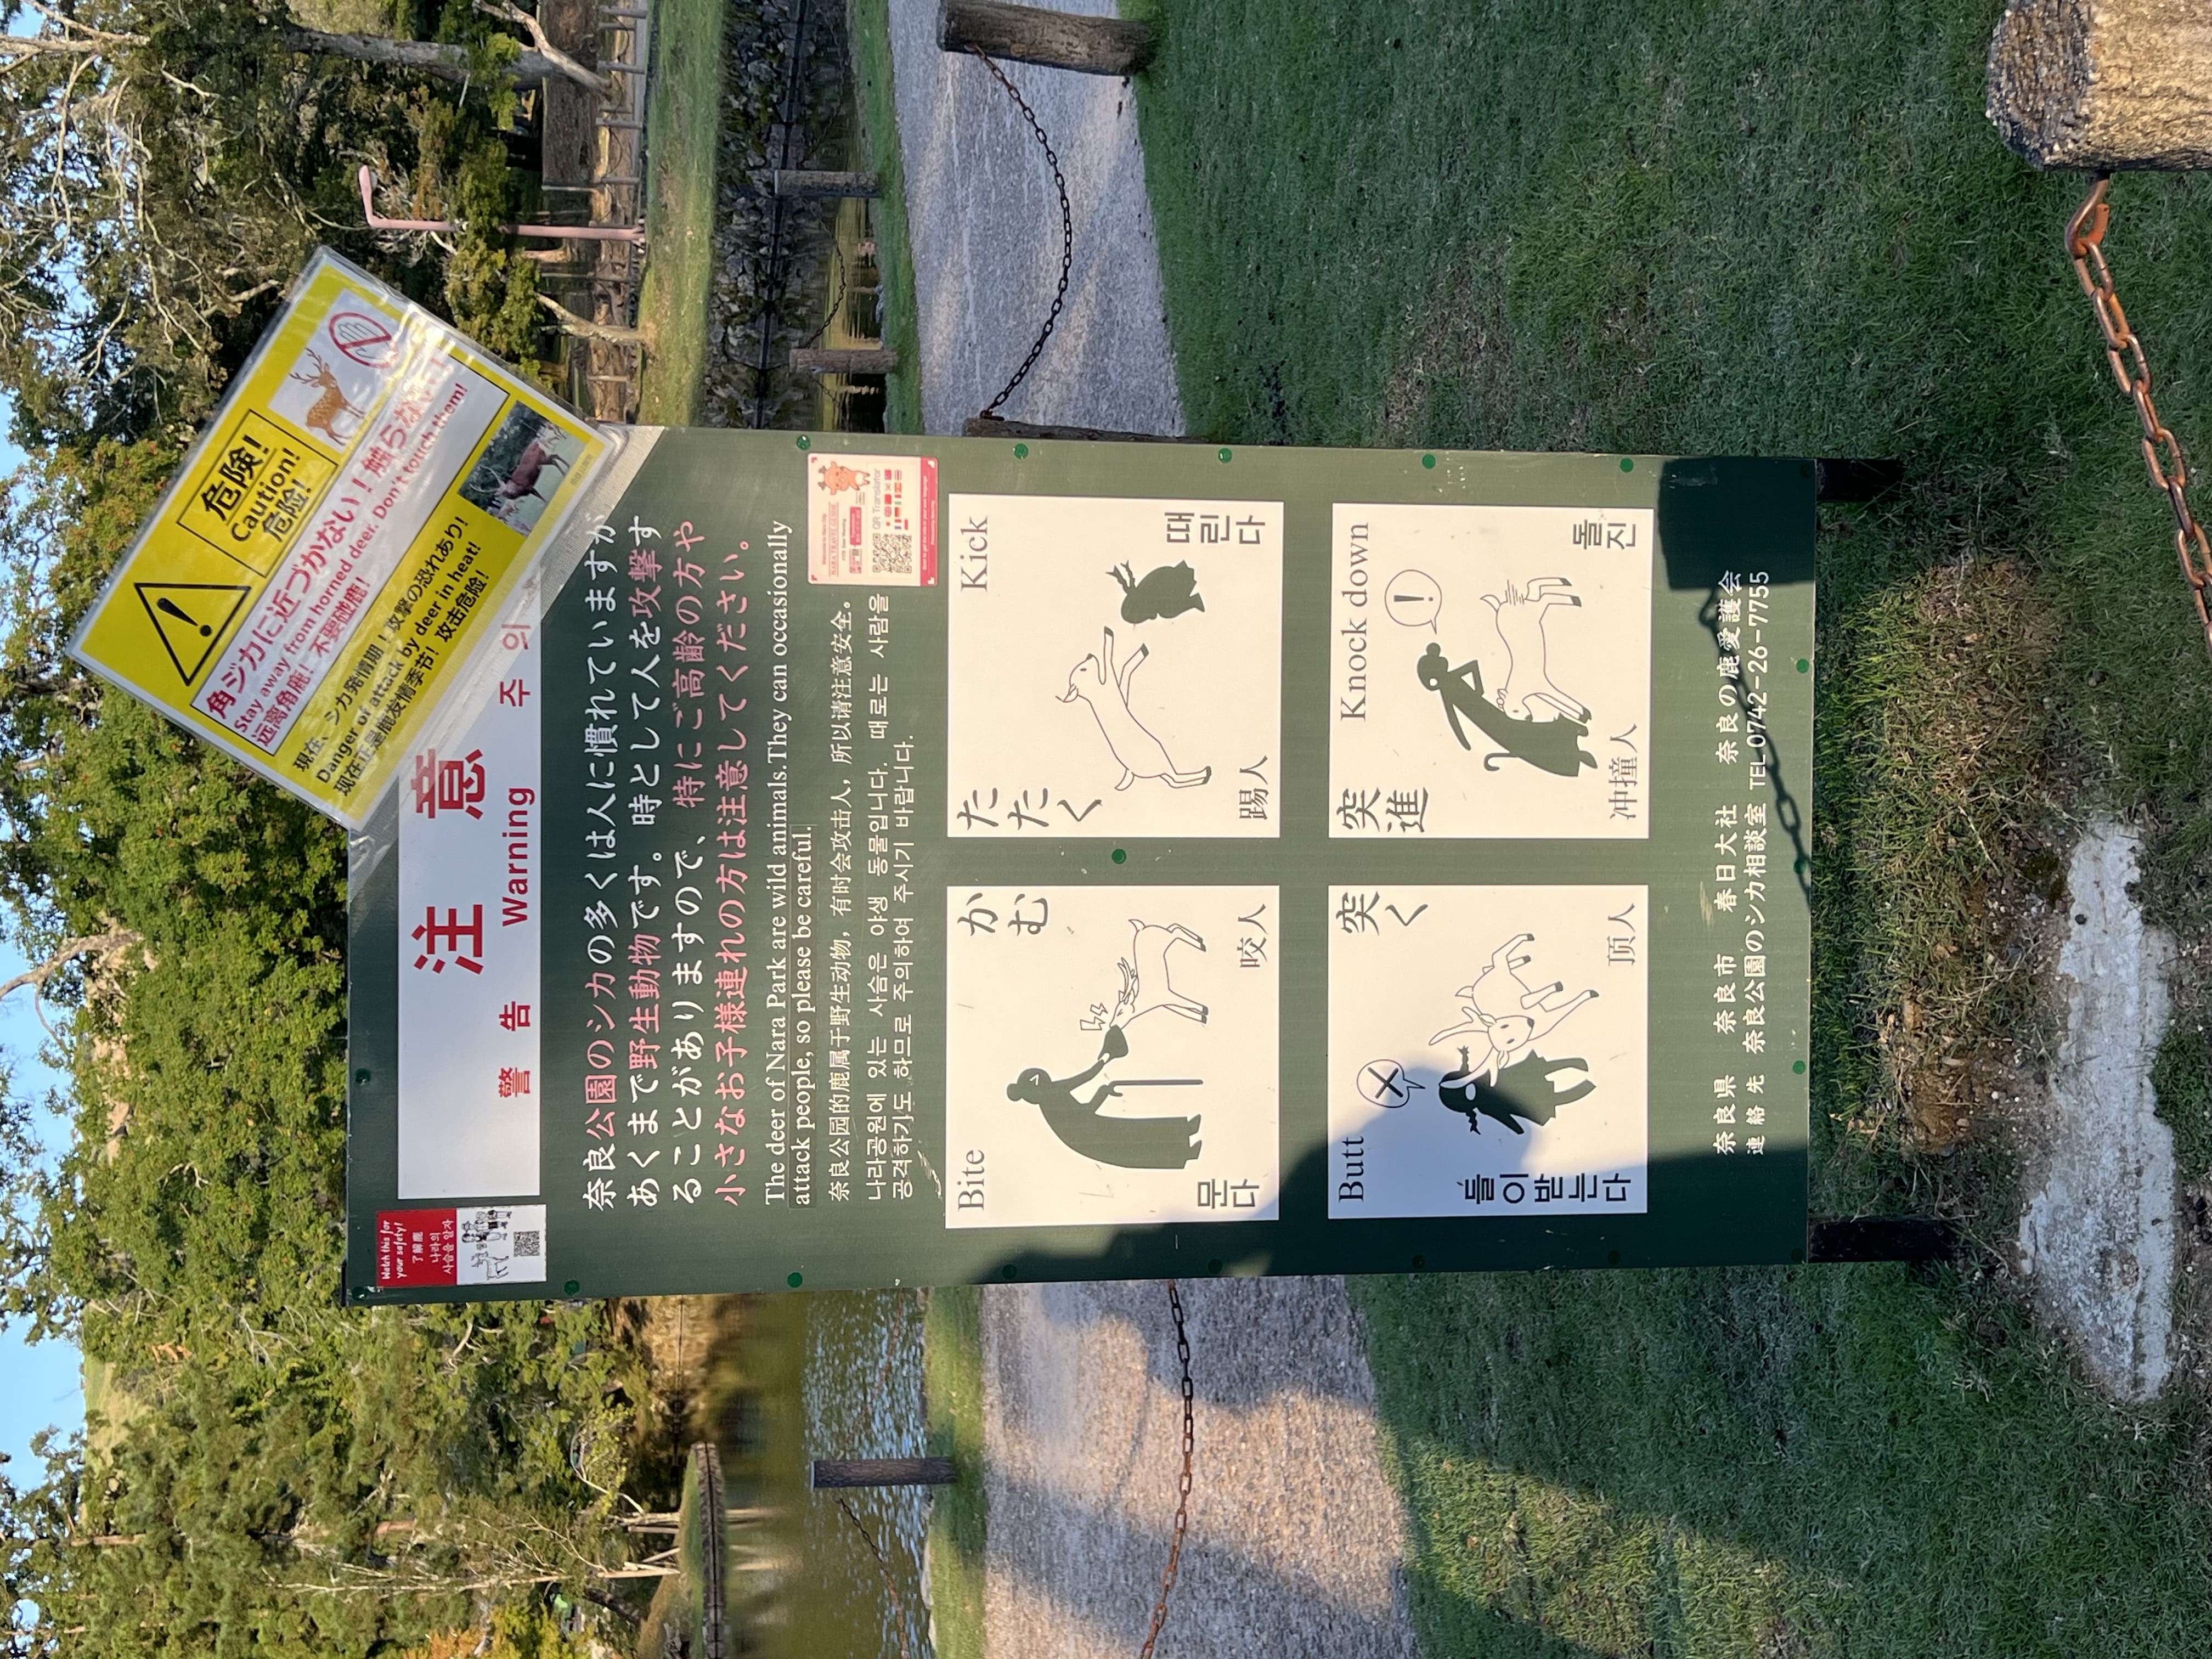 危険!
Caution!
危险!
角ジカに近づかない!触らない!
Stay away from horned deer. Don't touch them!
远离角鹿!不要碰鹿!
現在、シカ発情期!攻撃の恐れあり!
Danger of attack by deer in heat!
现在正是鹿发情季节!攻击危险!
Watch this for
your safety!
了解鹿
나라의
사슴을 알자
注意
警告 Warning 주의
奈良公園のシカの多くは人に慣れていますが
あくまで野生動物です。時として人を攻撃す
ることがありますので、特にご高齢の方や
小さなお子様連れの方は注意してください。
The deer of Nara Park are wild animals.They can occasionally
attack people, so please be careful.
奈良公园的鹿属于野生动物，有时会攻击人，所以请注意安全。
나라공원에 있는 사슴은 야생 동물입니다. 때로는 사람을
공격하기도 하므로 주의하여 주시기 바랍니다.
Welcome to Nara City
NARA TRAVEL GUIDE
Deer Warning
QR Translator
Bite
かむ
문다
咬人
たたく
Kick
踢人
때린다
Butt
突く
들이받는다
顶人
突進
Knock down
冲撞人
돌진
奈良県 奈良市 春日大社 奈良の鹿愛護会
連絡先 奈良公園のシカ相談室 TEL 0742-26-7755